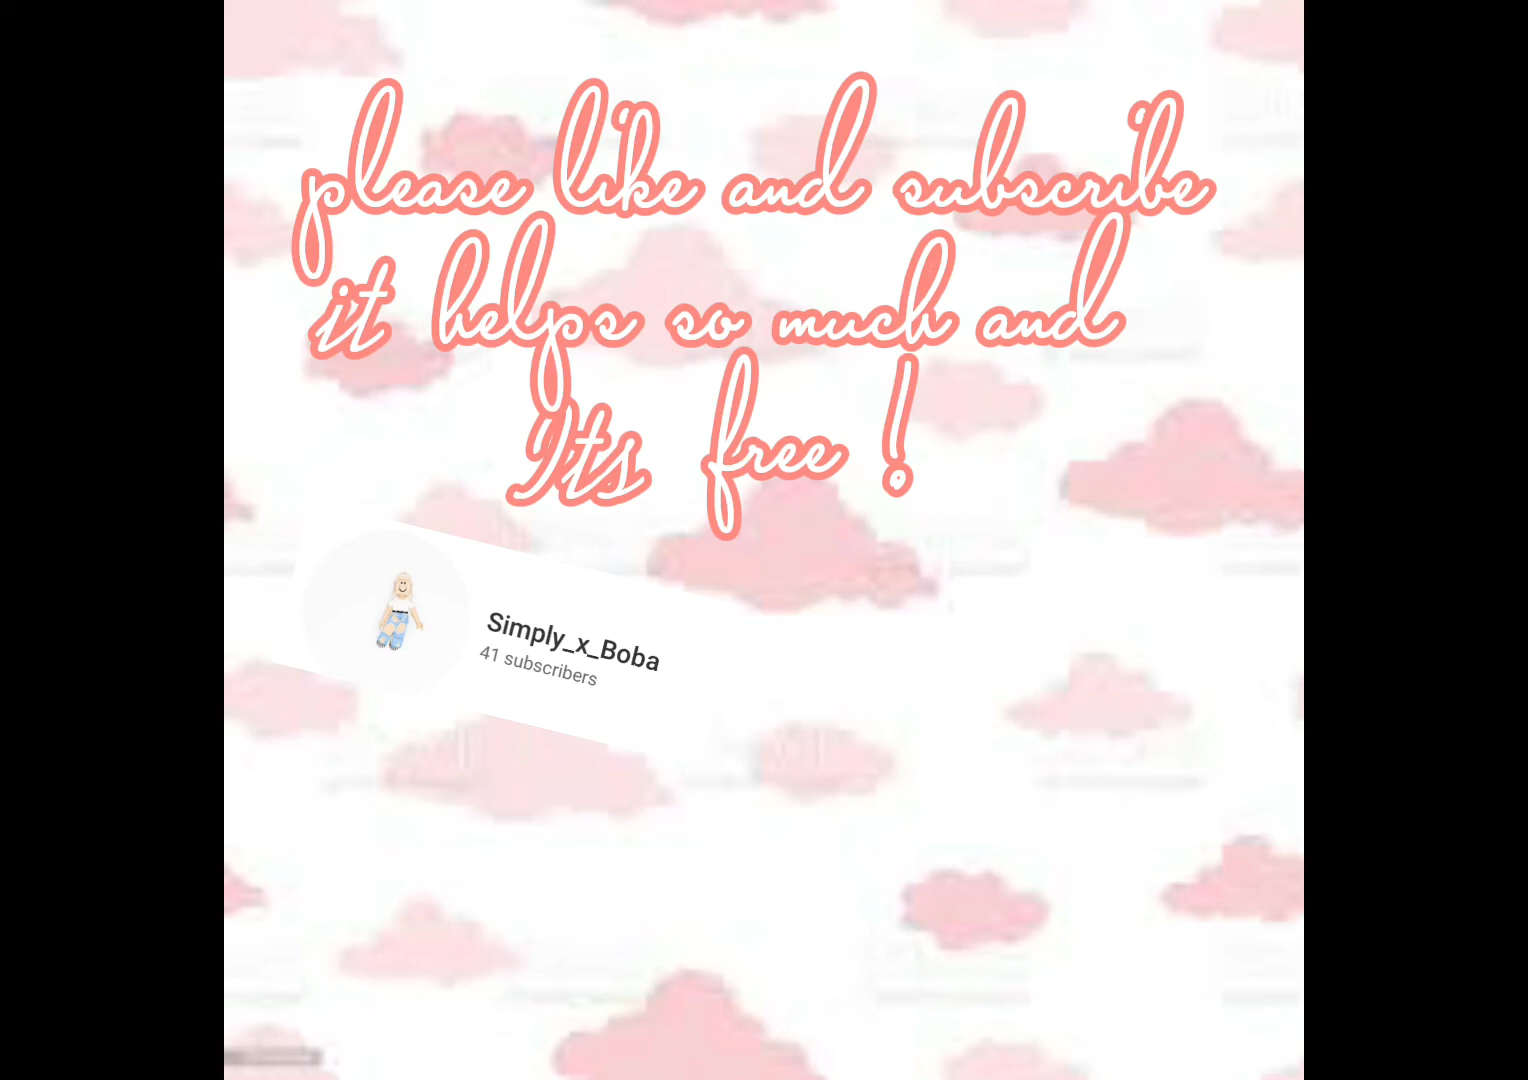 please like and subscribe
it helps so much and
Its free !
Simply_x_Boba
41 subscribers